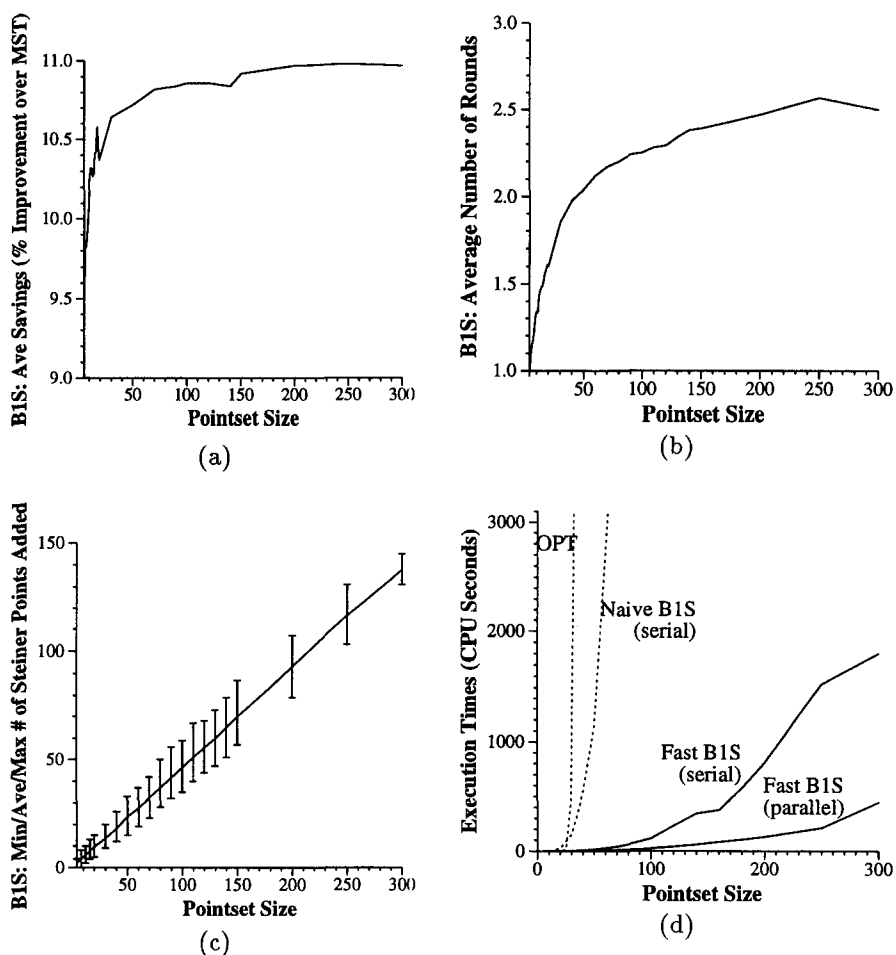 B1S: Ave Savings (% Improvement over MST)
11.0
10.5
10.0
9.5
9.0
50 100 150 200 250 300
Pointset Size
(a)
B1S: Average Number of Rounds
3.0
2.5
2.0
1.5
1.0
50 100 150 200 250 300
Pointset Size
(b)
B1S: Min/Ave/Max # of Steiner Points Added
150
100
50
0
50 100 150 200 250 300
Pointset Size
(c)
Execution Times (CPU Seconds)
3000
2000
1000
0
OPT
Naive B1S
(serial)
Fast B1S
(serial)
Fast B1S
(parallel)
0 100 200 300
Pointset Size
(d)